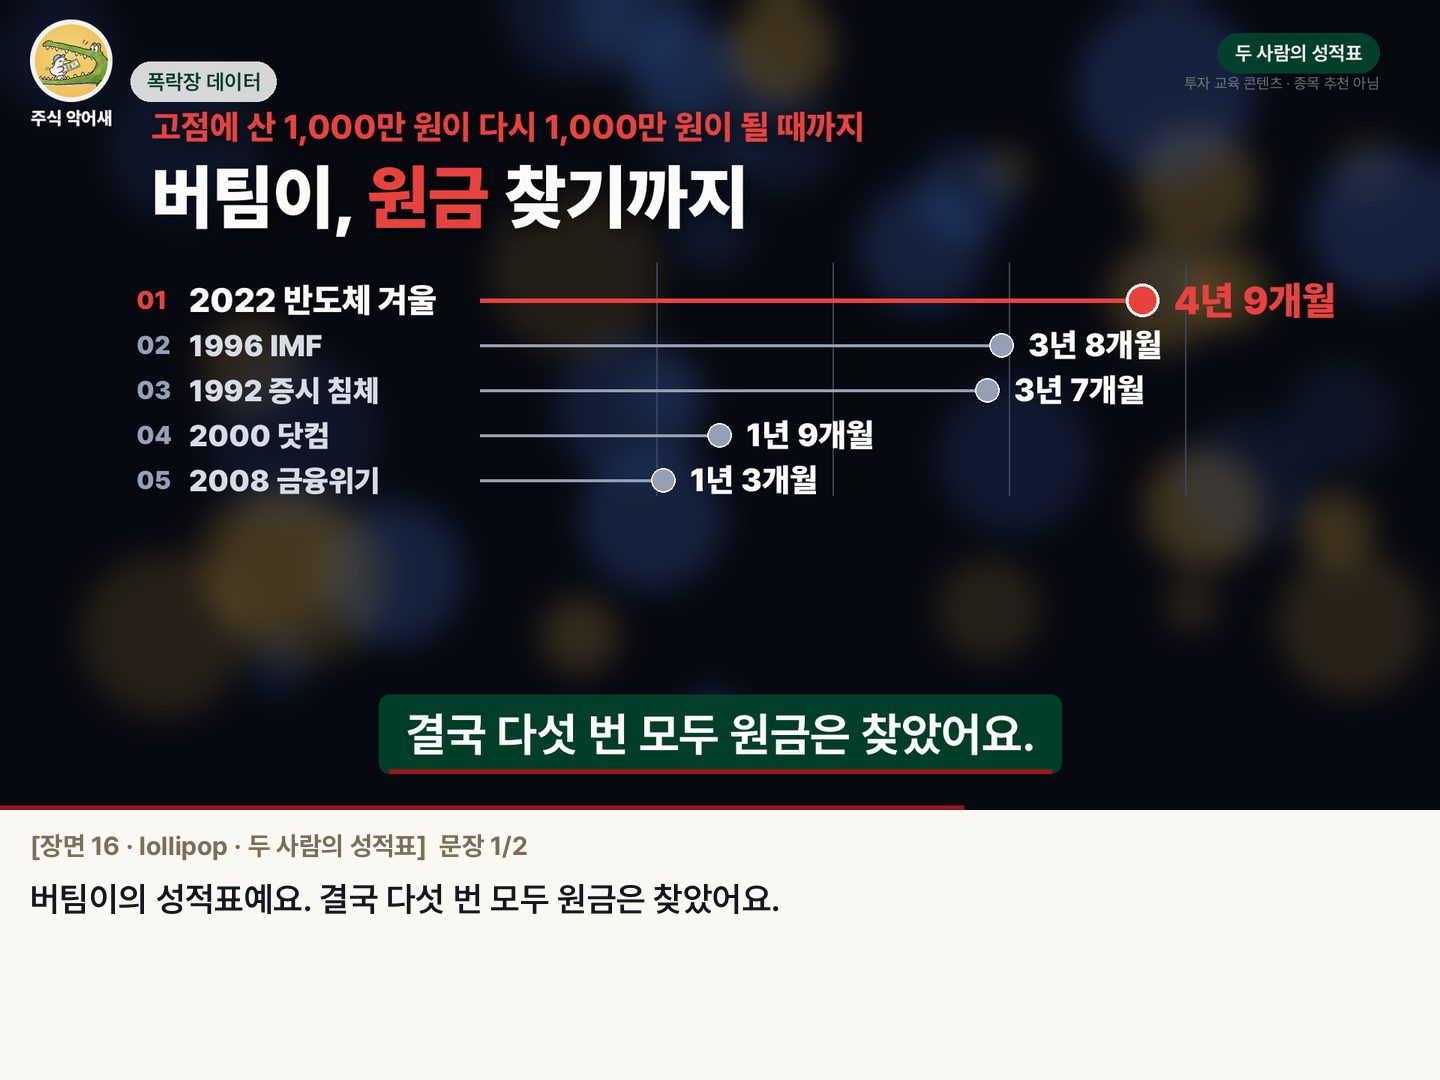 주식 악어새
폭락장 데이터
두 사람의 성적표
투자 교육 콘텐츠 · 종목 추천 아님
고점에 산 1,000만 원이 다시 1,000만 원이 될 때까지
버팀이, 원금 찾기까지
01 2022 반도체 겨울 4년 9개월
02 1996 IMF 3년 8개월
03 1992 증시 침체 3년 7개월
04 2000 닷컴 1년 9개월
05 2008 금융위기 1년 3개월
결국 다섯 번 모두 원금은 찾았어요.
[장면 16 · lollipop · 두 사람의 성적표] 문장 1/2
버팀이의 성적표예요. 결국 다섯 번 모두 원금은 찾았어요.